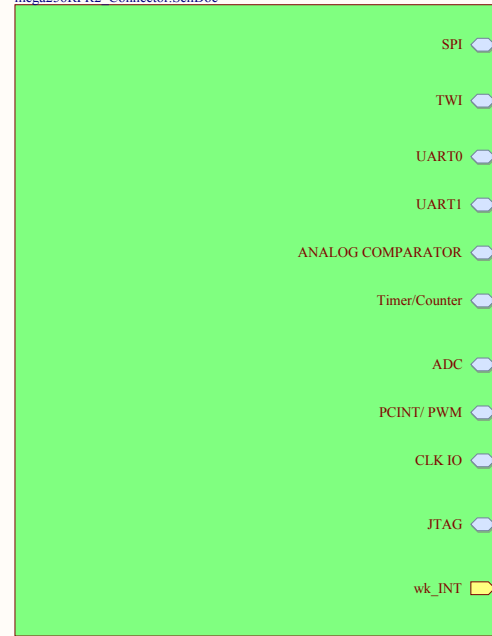 SPI
TWI
UART0
UART1
ANALOG COMPARATOR
Timer/Counter
ADC
PCINT/ PWM
CLK IO
JTAG
wk_INT